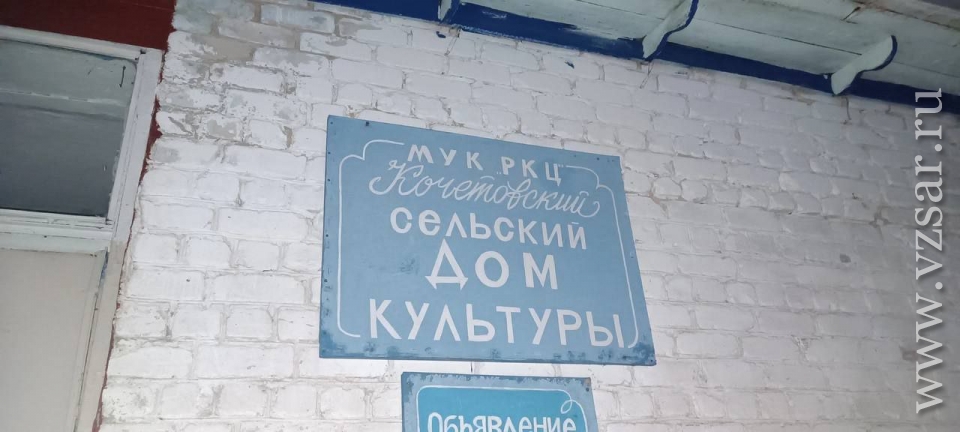 МУК "РКЦ"
Кочетовский
СЕЛЬСКИЙ
ДОМ
КУЛЬТУРЫ
Объявление
www.vzsar.ru